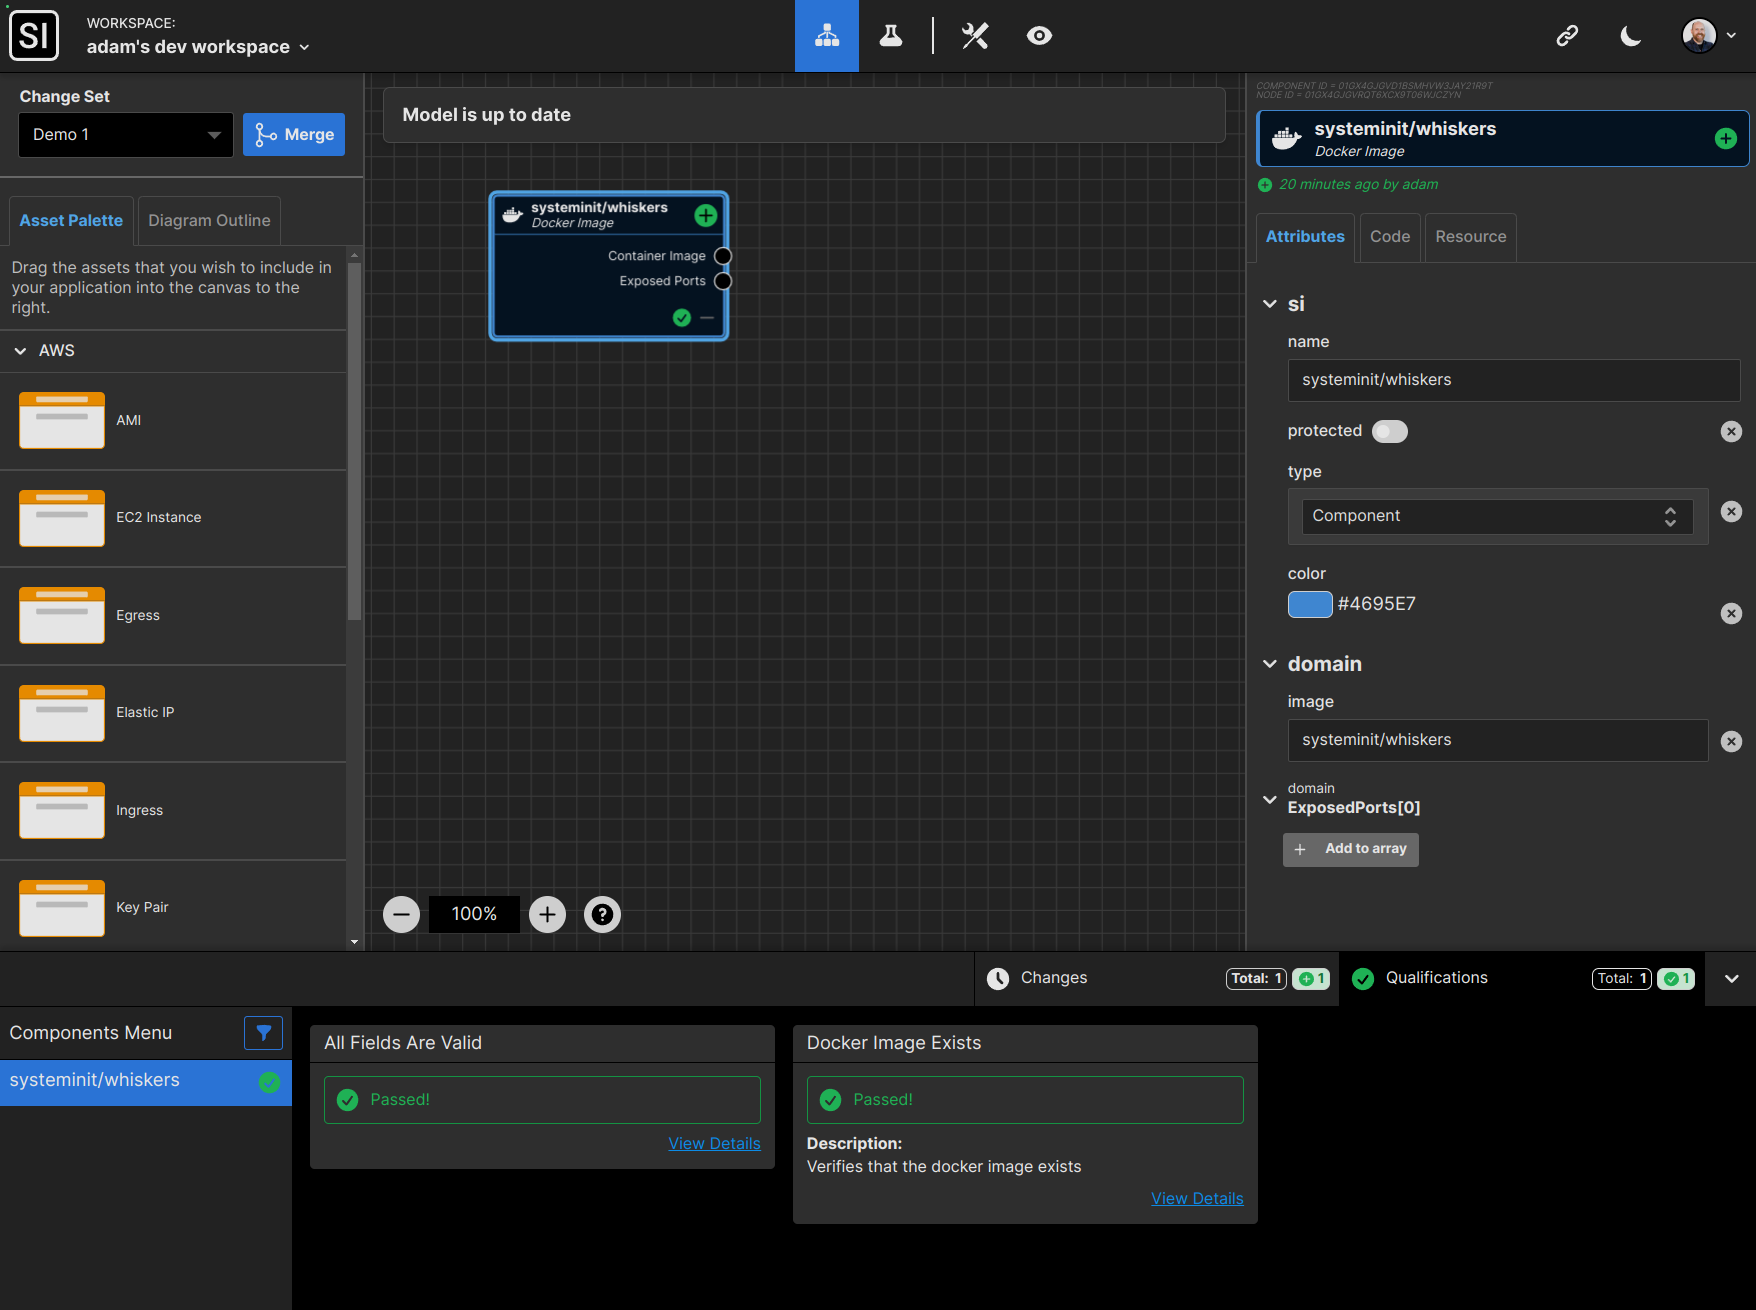 SI
WORKSPACE:
adam's dev workspace
Change Set
Demo 1
Merge
Asset Palette
Diagram Outline
Drag the assets that you wish to include in
your application into the canvas to the
right.
AWS
AMI
EC2 Instance
Egress
Elastic IP
Ingress
Key Pair
Model is up to date
systeminit/whiskers
Docker Image
Container Image
Exposed Ports
100%
COMPONENT ID = 01GX4GJGVD1BSMHVW3JAY21R9T
NODE ID = 01GX4GJGVRQT6XCX9T06WJCZYN
systeminit/whiskers
Docker Image
20 minutes ago by adam
Attributes
Code
Resource
si
name
systeminit/whiskers
protected
type
Component
color
#4695E7
domain
image
systeminit/whiskers
domain
ExposedPorts[0]
+ Add to array
Changes
Total: 1
1
Qualifications
Total: 1
1
Components Menu
systeminit/whiskers
All Fields Are Valid
Passed!
View Details
Docker Image Exists
Passed!
Description:
Verifies that the docker image exists
View Details